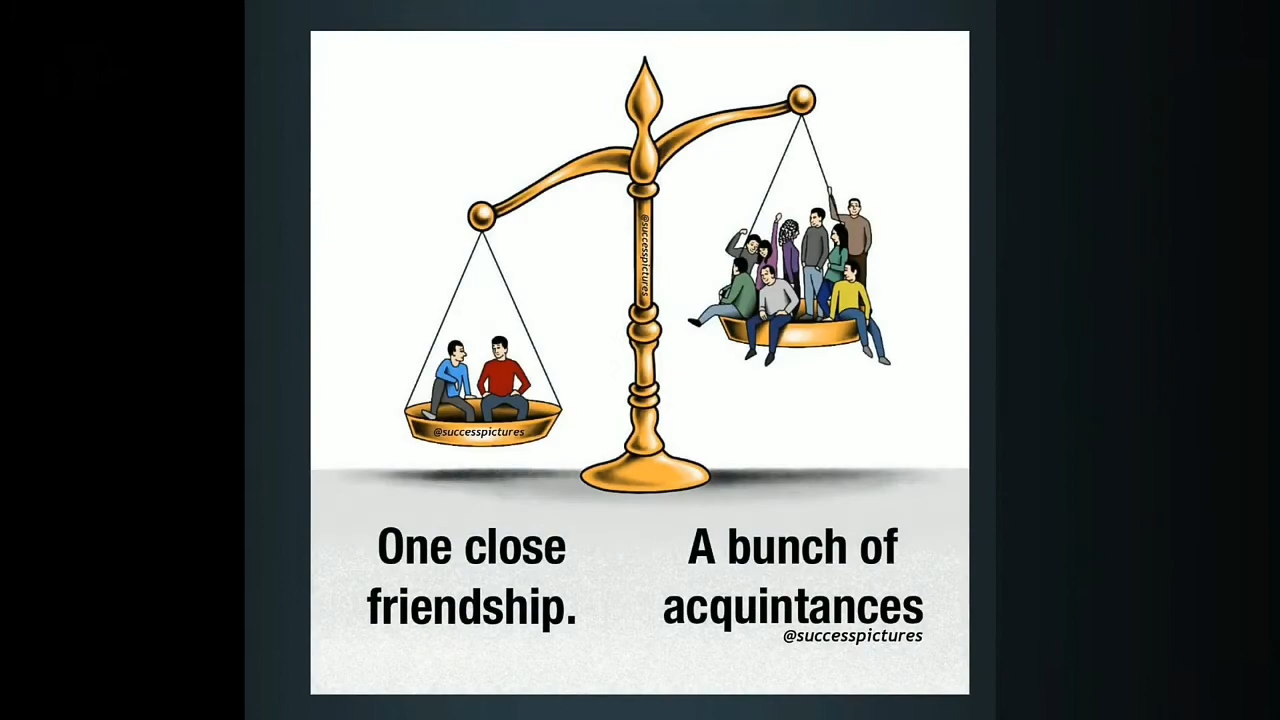 @successpictures
@successpictures
One close
friendship.
A bunch of
acquintances
@successpictures